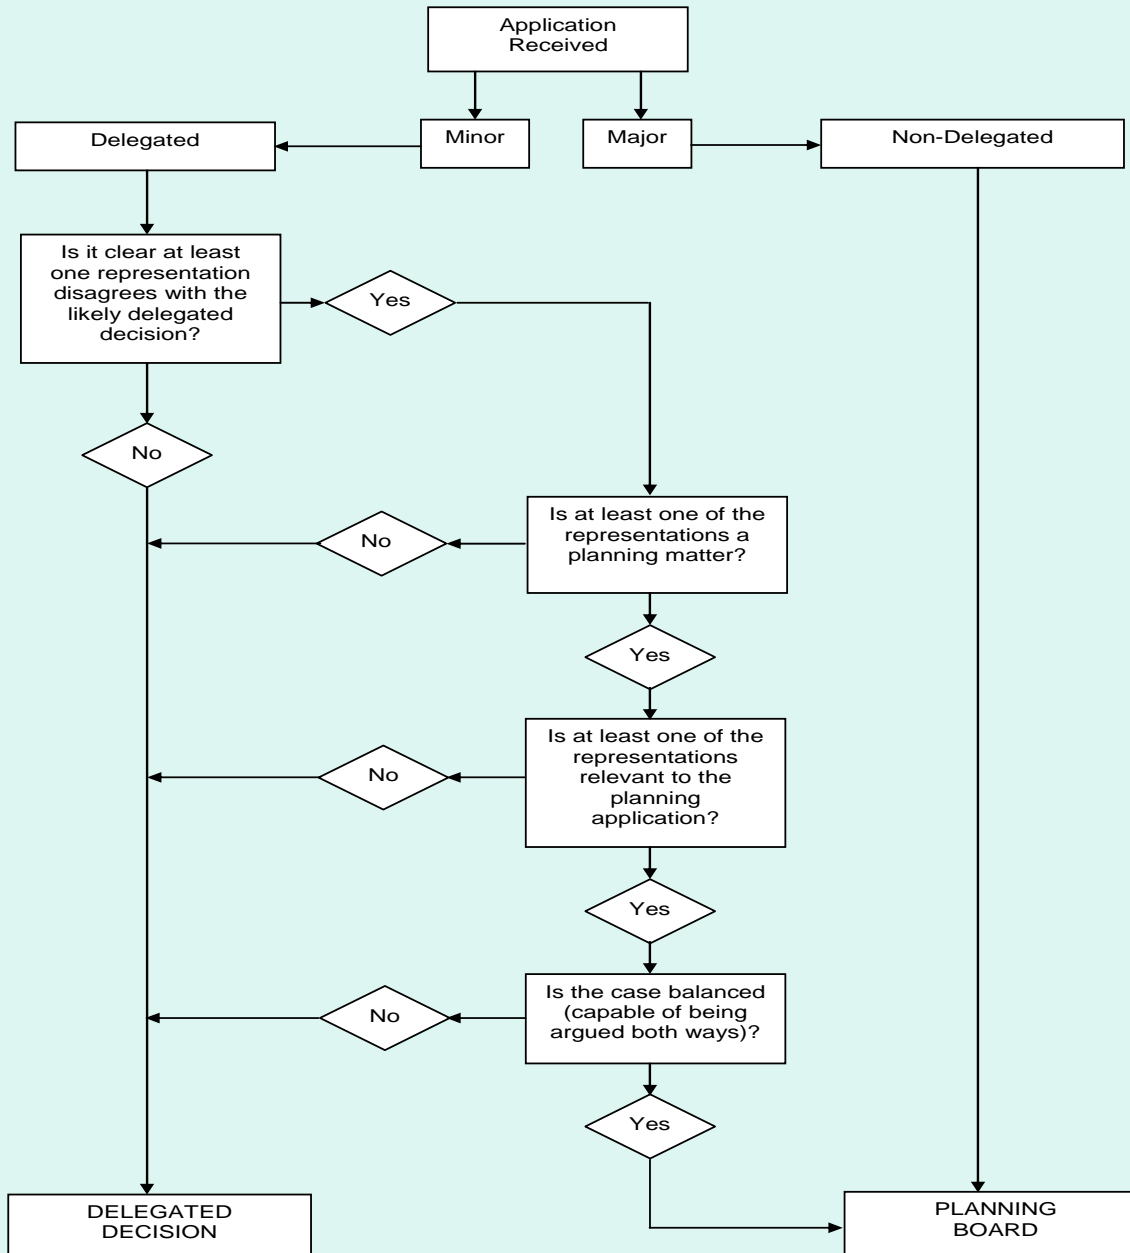 Application
Received
Delegated
Minor
Major
Non-Delegated
Is it clear at least
one representation
disagrees with the
likely delegated
decision?
Yes
No
Is at least one of the
representations a
planning matter?
No
Yes
Is at least one of the
representations
relevant to the
planning
application?
No
Yes
Is the case balanced
(capable of being
argued both ways)?
No
Yes
DELEGATED
DECISION
PLANNING
BOARD